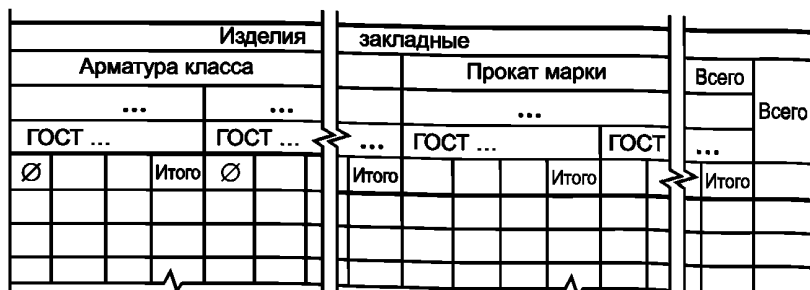 Изделия закладные
Арматура класса Прокат марки Всего
... ... ... Всего
ГОСТ ... ГОСТ ... ... ГОСТ ... ГОСТ ...
Ø Итого Ø Итого Итого Итого